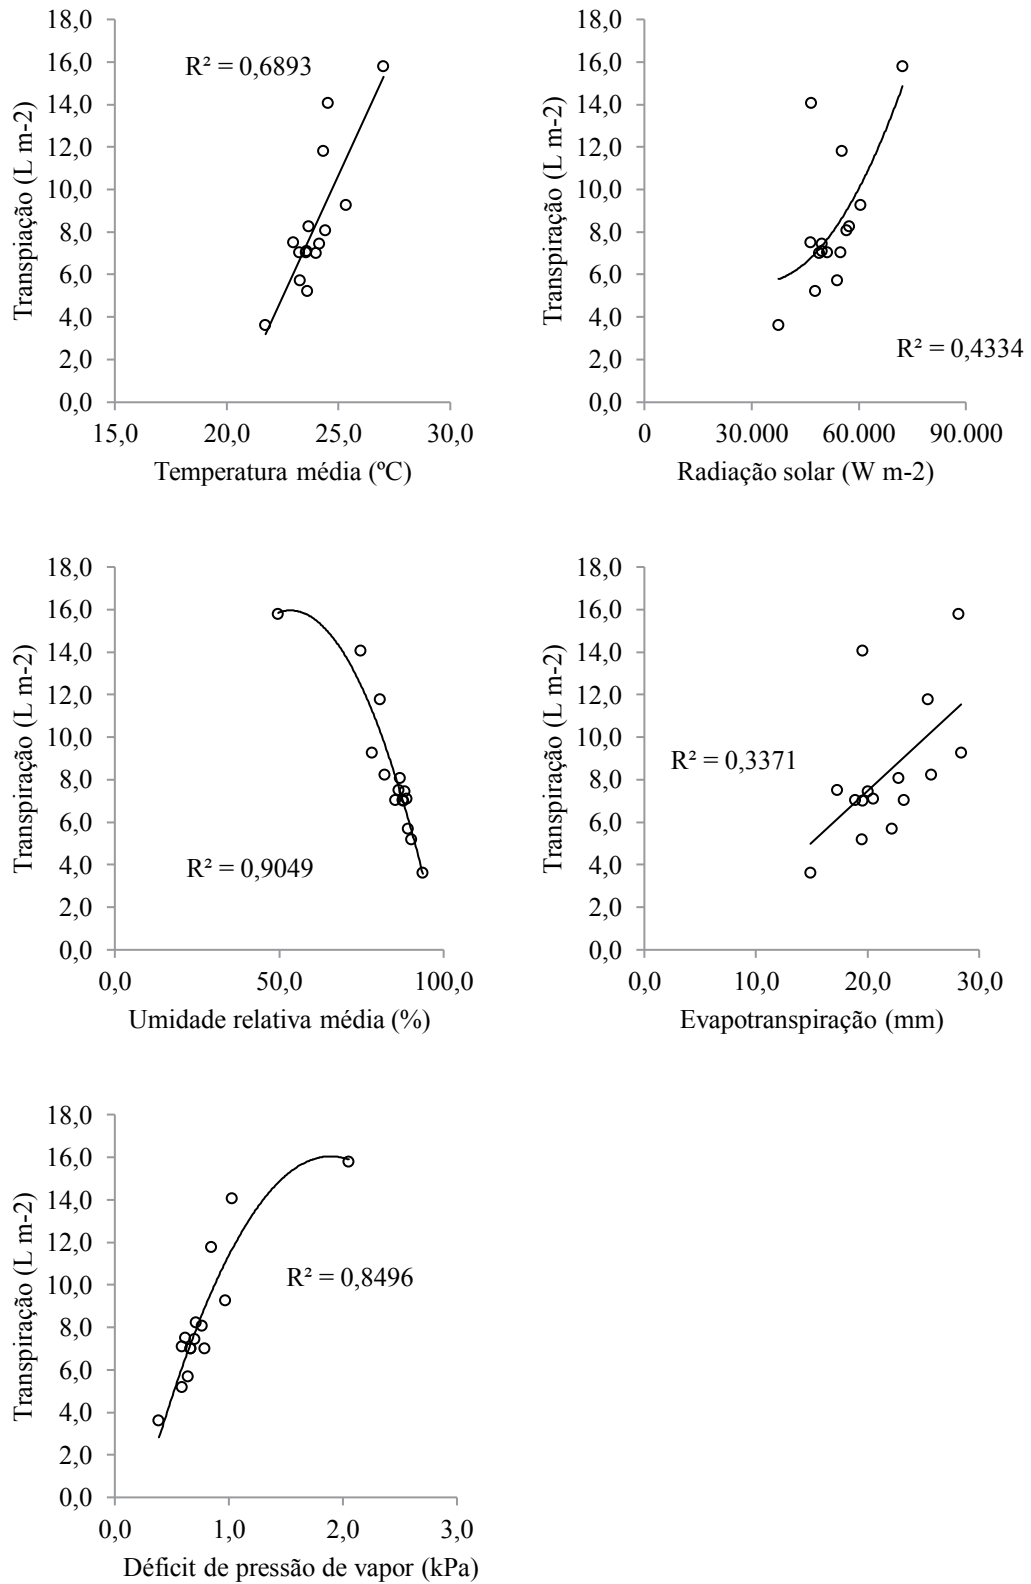 18,0
16,0
14,0
12,0
10,0
8,0
6,0
4,0
2,0
0,0
Transpiação (L m-2)
R² = 0,6893
15,0 20,0 25,0 30,0
Temperatura média (ºC)
18,0
16,0
14,0
12,0
10,0
8,0
6,0
4,0
2,0
0,0
Transpiração (L m-2)
R² = 0,4334
0 30.000 60.000 90.000
Radiação solar (W m-2)
18,0
16,0
14,0
12,0
10,0
8,0
6,0
4,0
2,0
0,0
Transpiração (L m-2)
R² = 0,9049
0,0 50,0 100,0
Umidade relativa média (%)
18,0
16,0
14,0
12,0
10,0
8,0
6,0
4,0
2,0
0,0
Transpiração (L m-2)
R² = 0,3371
0,0 10,0 20,0 30,0
Evapotranspiração (mm)
18,0
16,0
14,0
12,0
10,0
8,0
6,0
4,0
2,0
0,0
Transpiração (L m-2)
R² = 0,8496
0,0 1,0 2,0 3,0
Déficit de pressão de vapor (kPa)